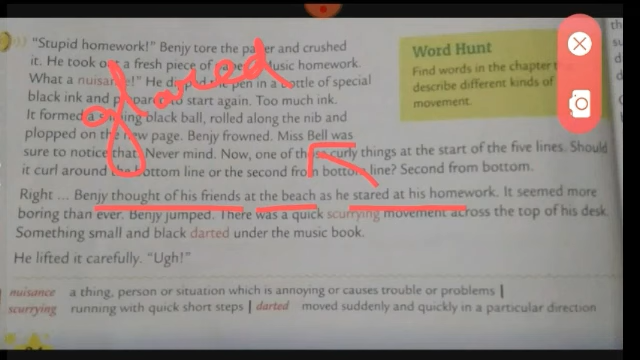 "Stupid homework!" Benjy tore the paper and crushed
it. He took out a fresh piece of music homework.
What a nuisance! He dipped the pen in a bottle of special
black ink and prepared to start again. Too much ink.
It formed a black ball, rolled along the nib and
plopped on the new page. Benjy frowned. Miss Bell was
sure to notice that. Never mind. Now, one of those curly things at the start of the five lines. Should
it curl around the bottom line or the second from bottom line? Second from bottom.
Right ... Benjy thought of his friends at the beach as he stared at his homework. It seemed more
boring than ever. Benjy jumped. There was a quick scurrying movement across the top of his desk.
Something small and black darted under the music book.
He lifted it carefully. "Ugh!"
nuisance a thing, person or situation which is annoying or causes trouble or problems |
scurrying running with quick short steps | darted moved suddenly and quickly in a particular direction
Word Hunt
Find words in the chapter
describe different kinds of
movement.
glared